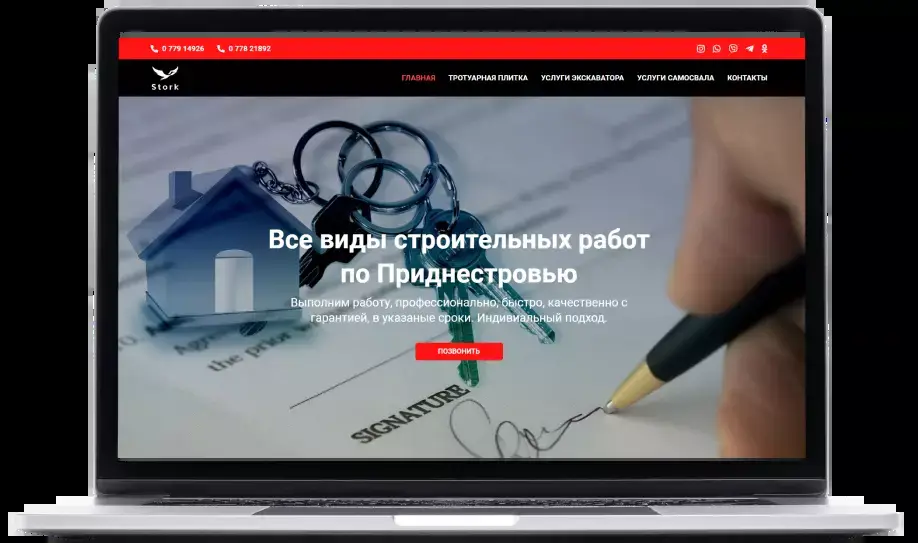 0 779 14926 0 778 21892
Stork
ГЛАВНАЯ ТРОТУАРНАЯ ПЛИТКА УСЛУГИ ЭКСКАВАТОРА УСЛУГИ САМОСВАЛА КОНТАКТЫ
Все виды строительных работ
по Приднестровью
Выполним работу, профессионально, быстро, качественно с
гарантией, в указаные сроки. Индивиальный подход.
ПОЗВОНИТЬ
the prior
SIGNATURE